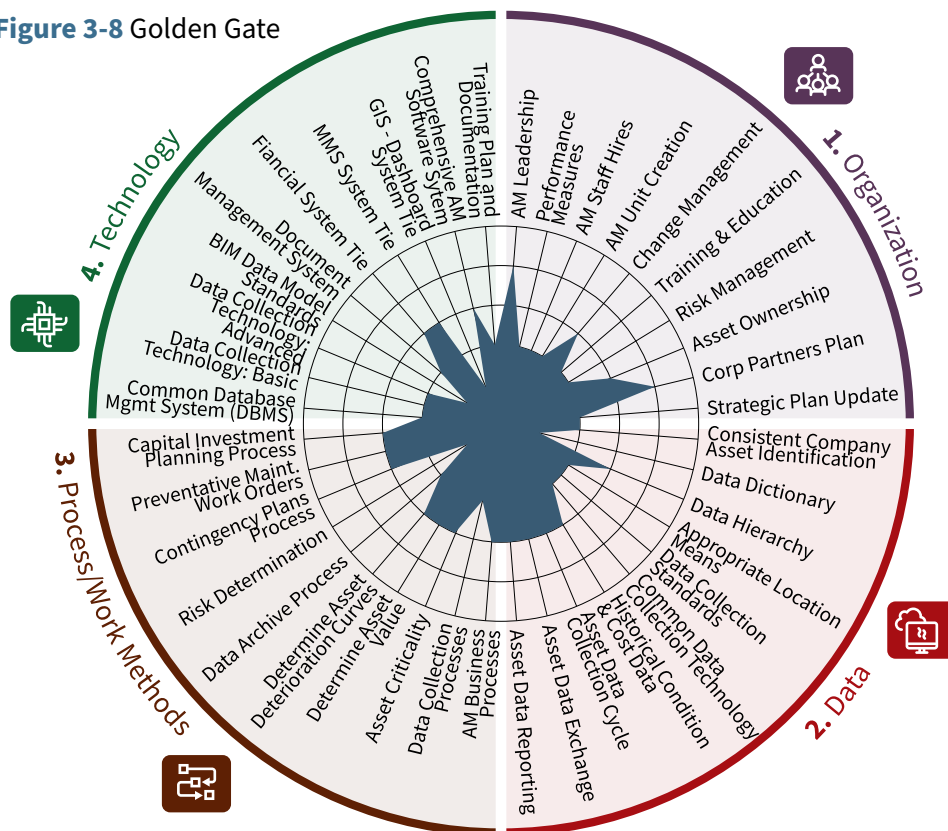 Figure 3-8 Golden Gate
1. Organization
AM Leadership
Performance
Measures
AM Staff Hires
AM Unit Creation
Change Management
Training & Education
Risk Management
Asset Ownership
Corp Partners Plan
Strategic Plan Update
2. Data
Consistent Company
Asset Identification
Data Dictionary
Data Hierarchy
Appropriate Location
Means
Data Collection
Standards
Common Data
Collection Technology
Historical Condition
& Cost Data
Asset Data
Collection Cycle
Asset Data Exchange
Asset Data Reporting
3. Process/Work Methods
AM Business
Processes
Data Collection
Processes
Asset Criticality
Determine Asset
Value
Determine Asset
Deterioration Curves
Data Archive Process
Risk Determination
Contingency Plans
Process
Preventative Maint.
Work Orders
Capital Investment
Planning Process
4. Technology
Common Database
Mgmt System (DBMS)
Data Collection
Technology: Basic
Data Collection
Technology:
Advanced
BIM Data Model
Standards
Document
Management System
Fiancial System Tie
MMS System Tie
GIS - Dashboard
System Tie
Comprehensive AM
Software Sytem
Training Plan and
Documentation